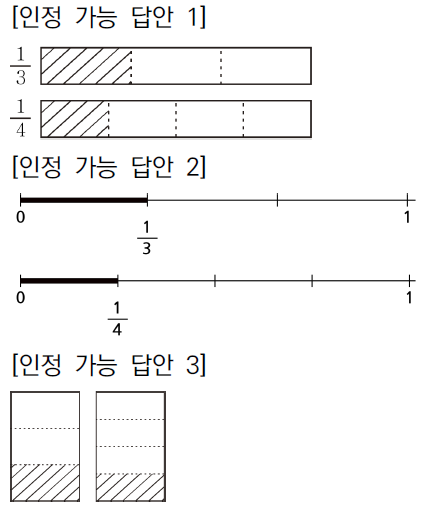 [인정 가능 답안 1]
1/3
1/4
[인정 가능 답안 2]
0 1/3 1
0 1/4 1
[인정 가능 답안 3]